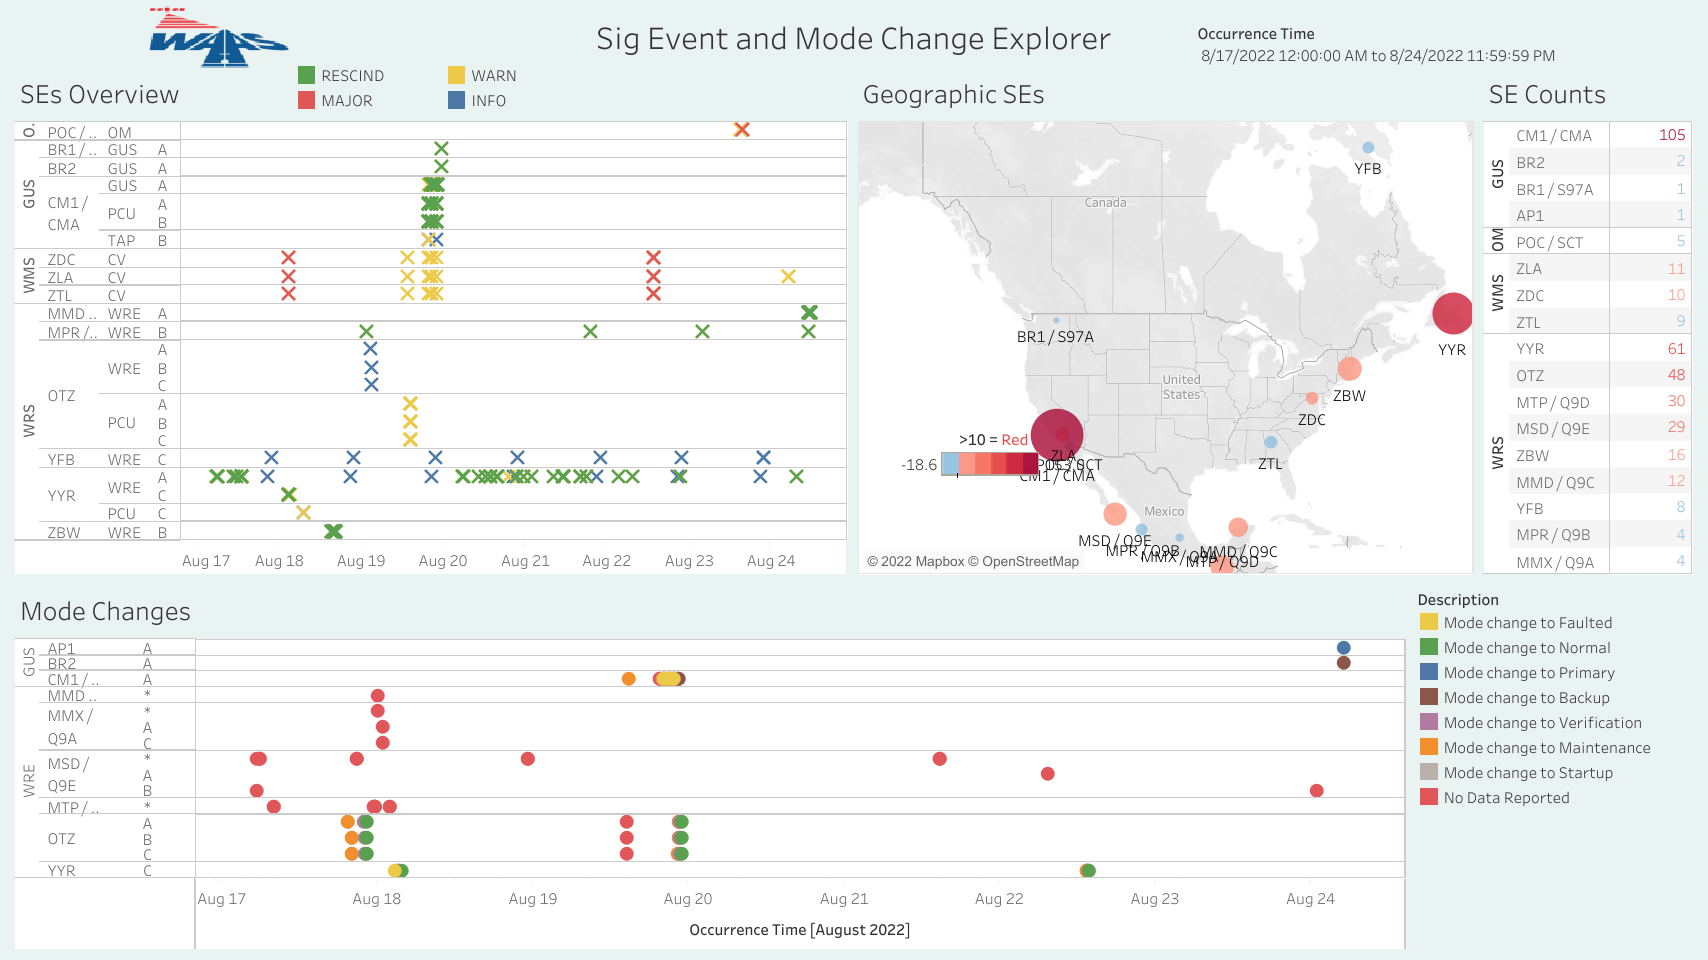 WAAS
Sig Event and Mode Change Explorer
Occurrence Time
8/17/2022 12:00:00 AM to 8/24/2022 11:59:59 PM
RESCIND
WARN
MAJOR
INFO
SEs Overview
O.
POC / .. OM
GUS
BR1 / .. GUS A
BR2 GUS A
CM1 /
CMA
GUS A
PCU
A
B
TAP B
WMS
ZDC CV
ZLA CV
ZTL CV
WRS
MMD .. WRE A
MPR / .. WRE B
OTZ
WRE
A
B
C
PCU
A
B
C
YFB WRE C
YYR
WRE
A
C
PCU C
ZBW WRE B
Aug 17 Aug 18 Aug 19 Aug 20 Aug 21 Aug 22 Aug 23 Aug 24
Geographic SEs
YFB
Canada
BR1 / S97A
YYR
United
States
ZBW
ZDC
>10 = Red
-18.6
ZLA
ZTL
CM1 / CMA
Mexico
MSD / Q9E
MPR / Q9B
MMX / Q9A
MMD / Q9C
MTP / Q9D
© 2022 Mapbox © OpenStreetMap
SE Counts
GUS
CM1 / CMA 105
BR2 2
BR1 / S97A 1
AP1 1
OM
POC / SCT 5
WMS
ZLA 11
ZDC 10
ZTL 9
WRS
YYR 61
OTZ 48
MTP / Q9D 30
MSD / Q9E 29
ZBW 16
MMD / Q9C 12
YFB 8
MPR / Q9B 4
MMX / Q9A 4
Mode Changes
GUS
AP1 A
BR2 A
CM1 / .. A
WRE
MMD .. *
MMX /
Q9A
*
A
C
MSD /
Q9E
*
A
B
MTP / .. *
OTZ
A
B
C
YYR C
Aug 17 Aug 18 Aug 19 Aug 20 Aug 21 Aug 22 Aug 23 Aug 24
Occurrence Time [August 2022]
Description
Mode change to Faulted
Mode change to Normal
Mode change to Primary
Mode change to Backup
Mode change to Verification
Mode change to Maintenance
Mode change to Startup
No Data Reported